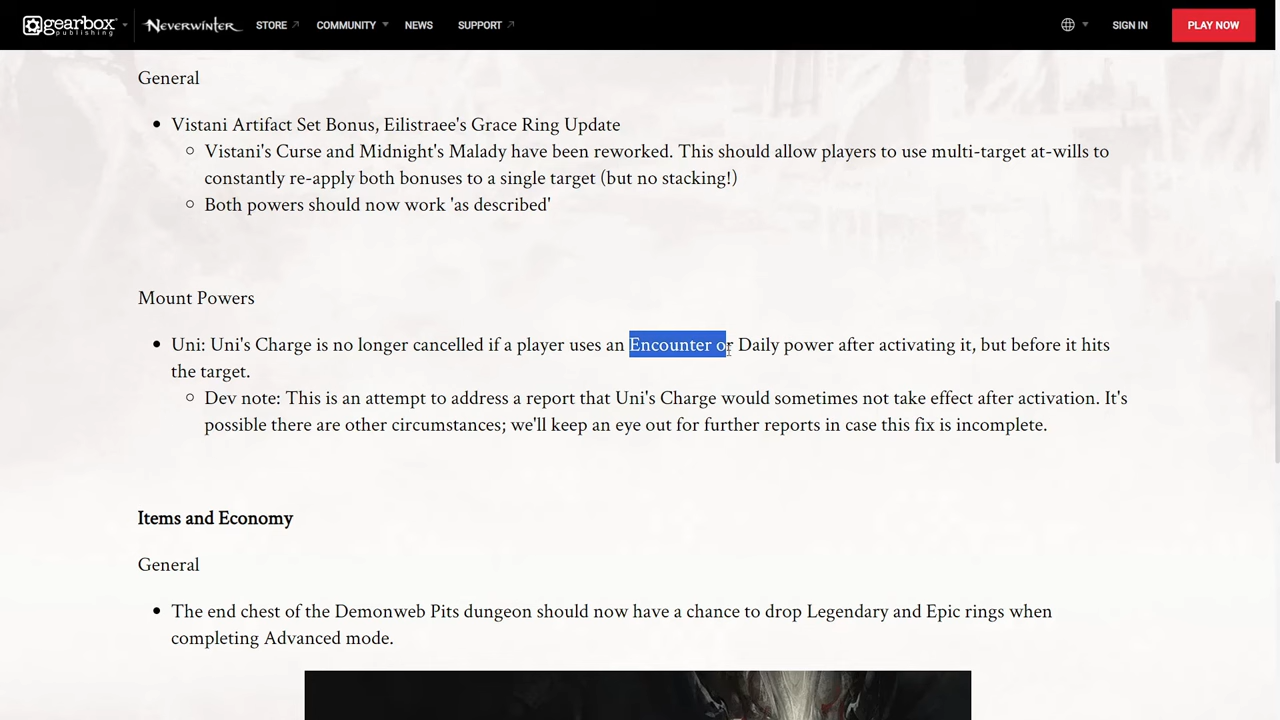 gearbox publishing NEVERWINTER STORE COMMUNITY NEWS SUPPORT SIGN IN PLAY NOW
General
Vistani Artifact Set Bonus, Eilistraee's Grace Ring Update
Vistani's Curse and Midnight's Malady have been reworked. This should allow players to use multi-target at-wills to
constantly re-apply both bonuses to a single target (but no stacking!)
Both powers should now work 'as described'
Mount Powers
Uni: Uni's Charge is no longer cancelled if a player uses an Encounter or Daily power after activating it, but before it hits
the target.
Dev note: This is an attempt to address a report that Uni's Charge would sometimes not take effect after activation. It's
possible there are other circumstances; we'll keep an eye out for further reports in case this fix is incomplete.
Items and Economy
General
The end chest of the Demonweb Pits dungeon should now have a chance to drop Legendary and Epic rings when
completing Advanced mode.